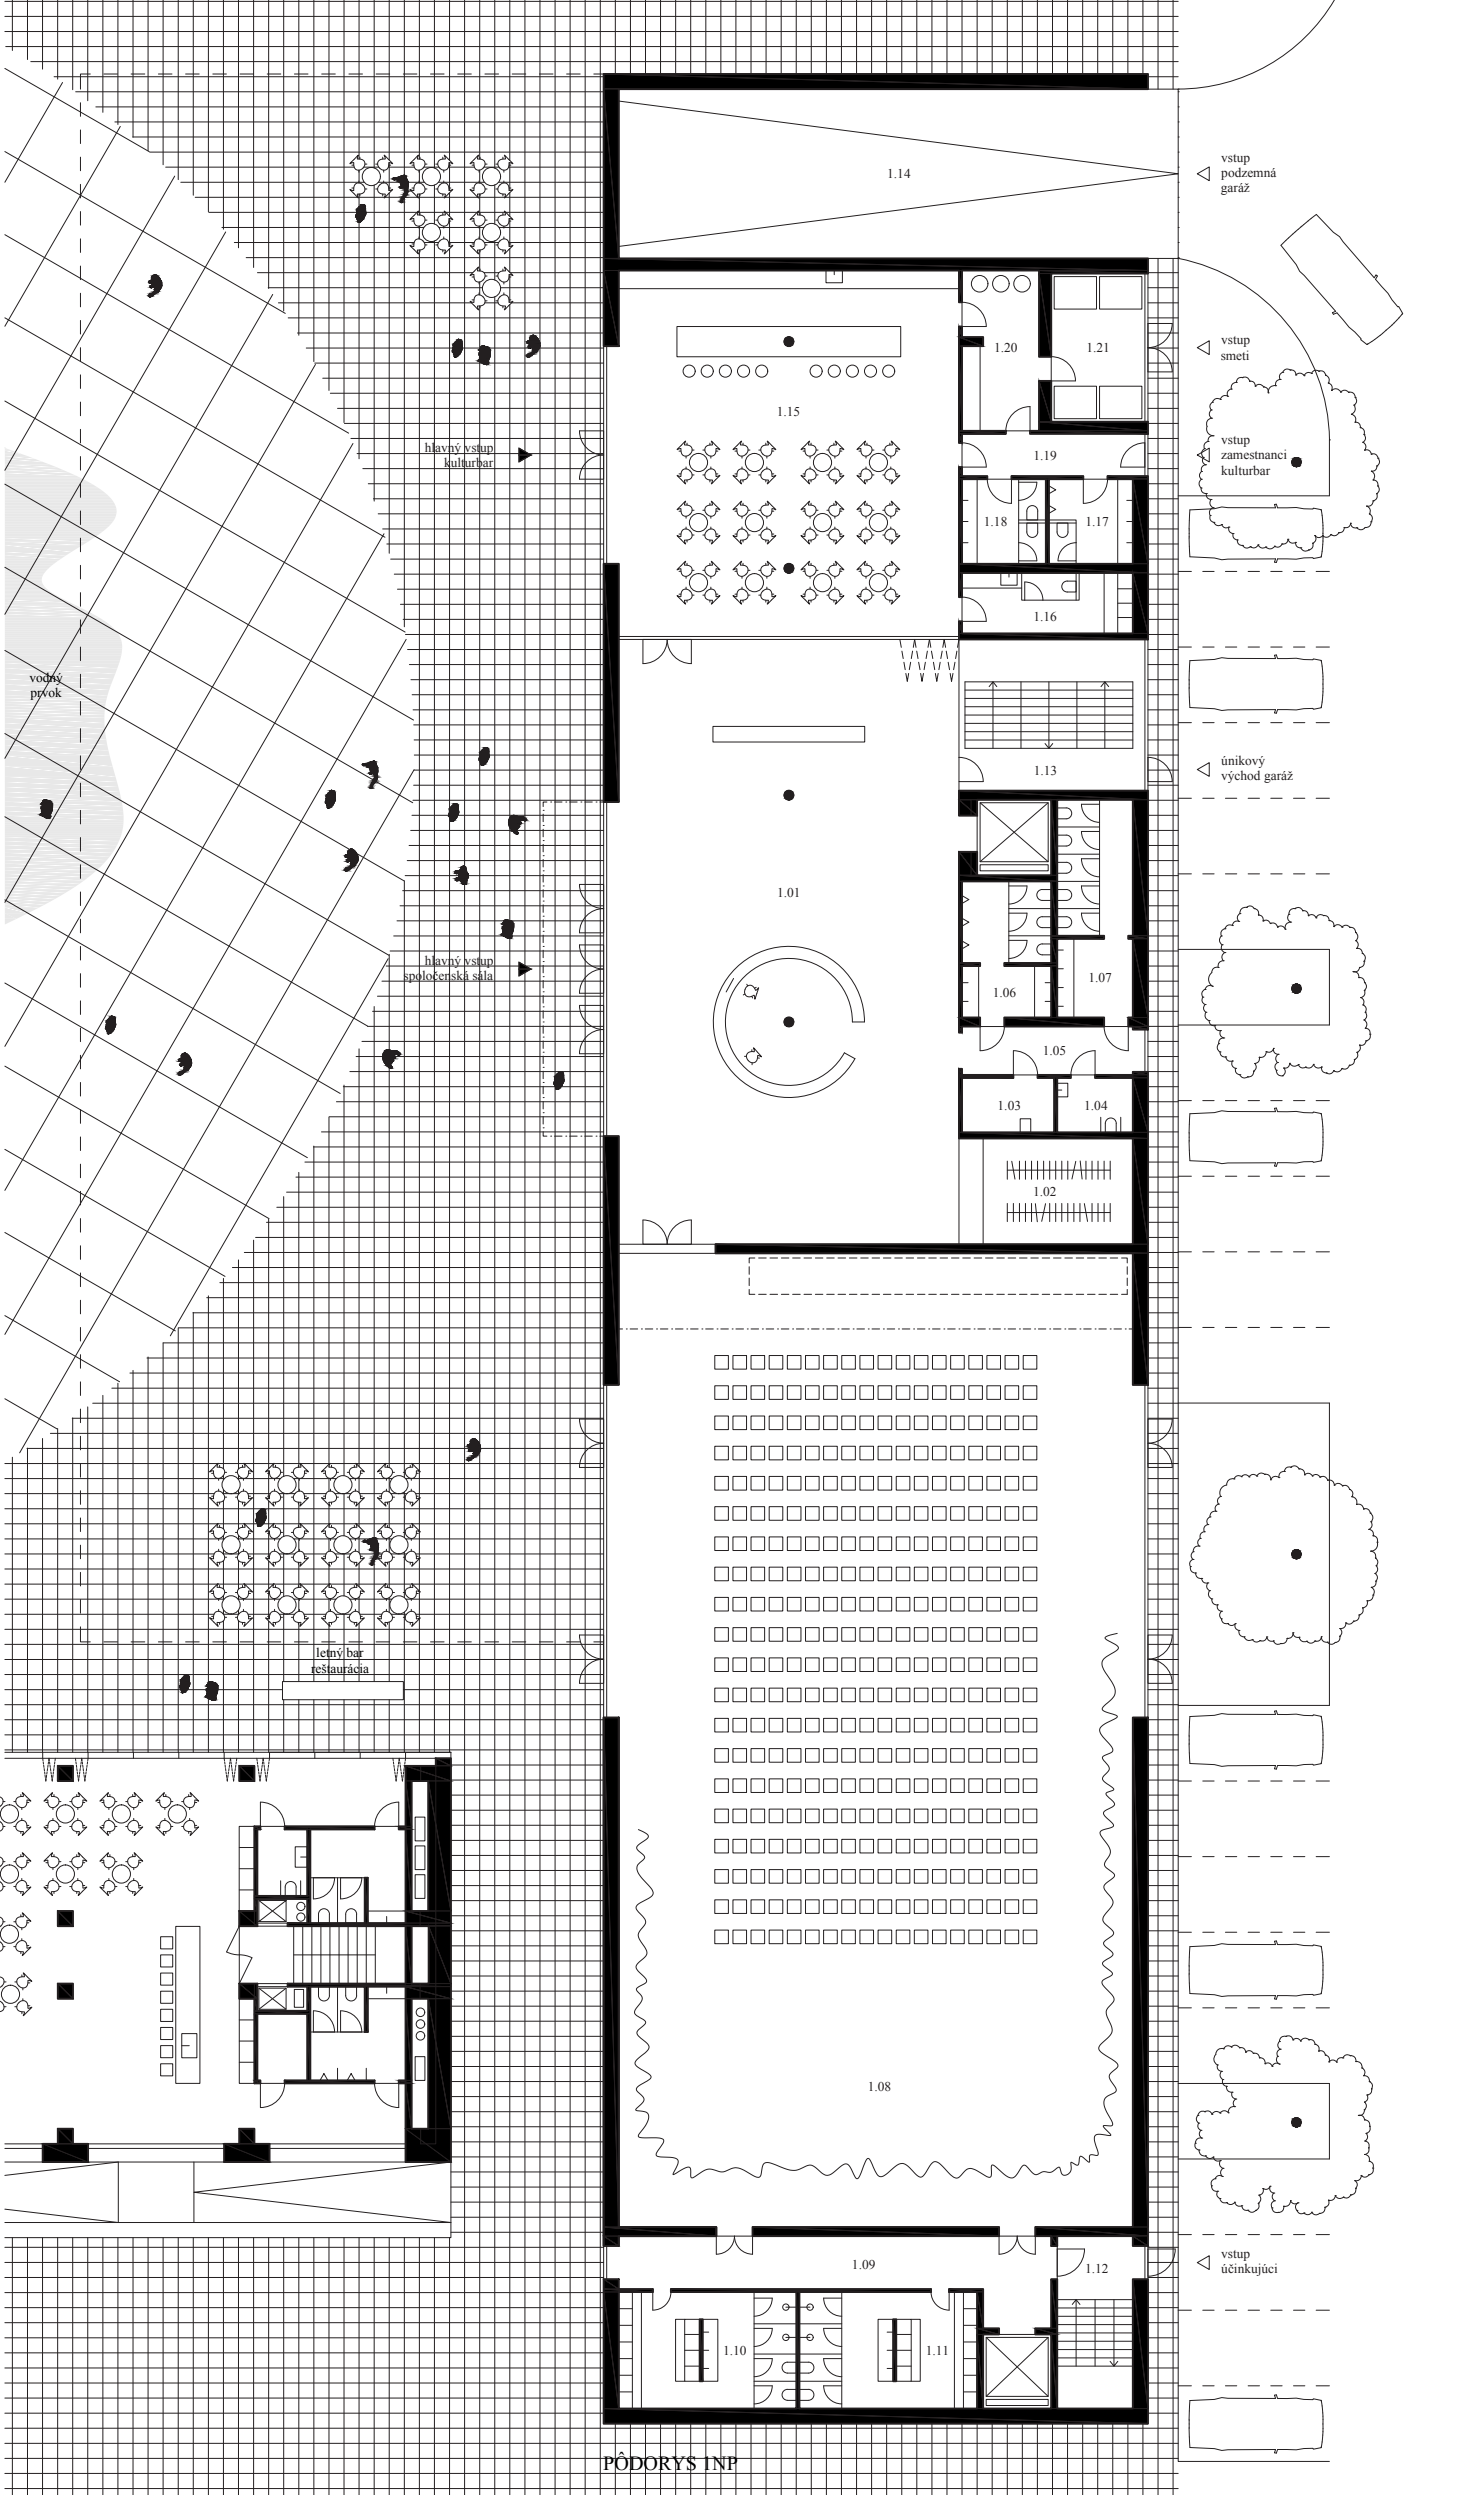 1.14
vstup
podzemná
garáž
1.20
1.21
vstup
smeti
1.15
hlavný vstup
kulturbar
1.19
vstup
zamestnanci
kulturbar
1.18
1.17
1.16
vodný
prvok
1.13
únikový
východ garáž
1.01
hlavný vstup
spoločenská sála
1.07
1.06
1.05
1.03
1.04
1.02
letný bar
reštaurácia
1.08
1.09
1.12
vstup
účinkujúci
1.10
1.11
PÔDORYS 1NP